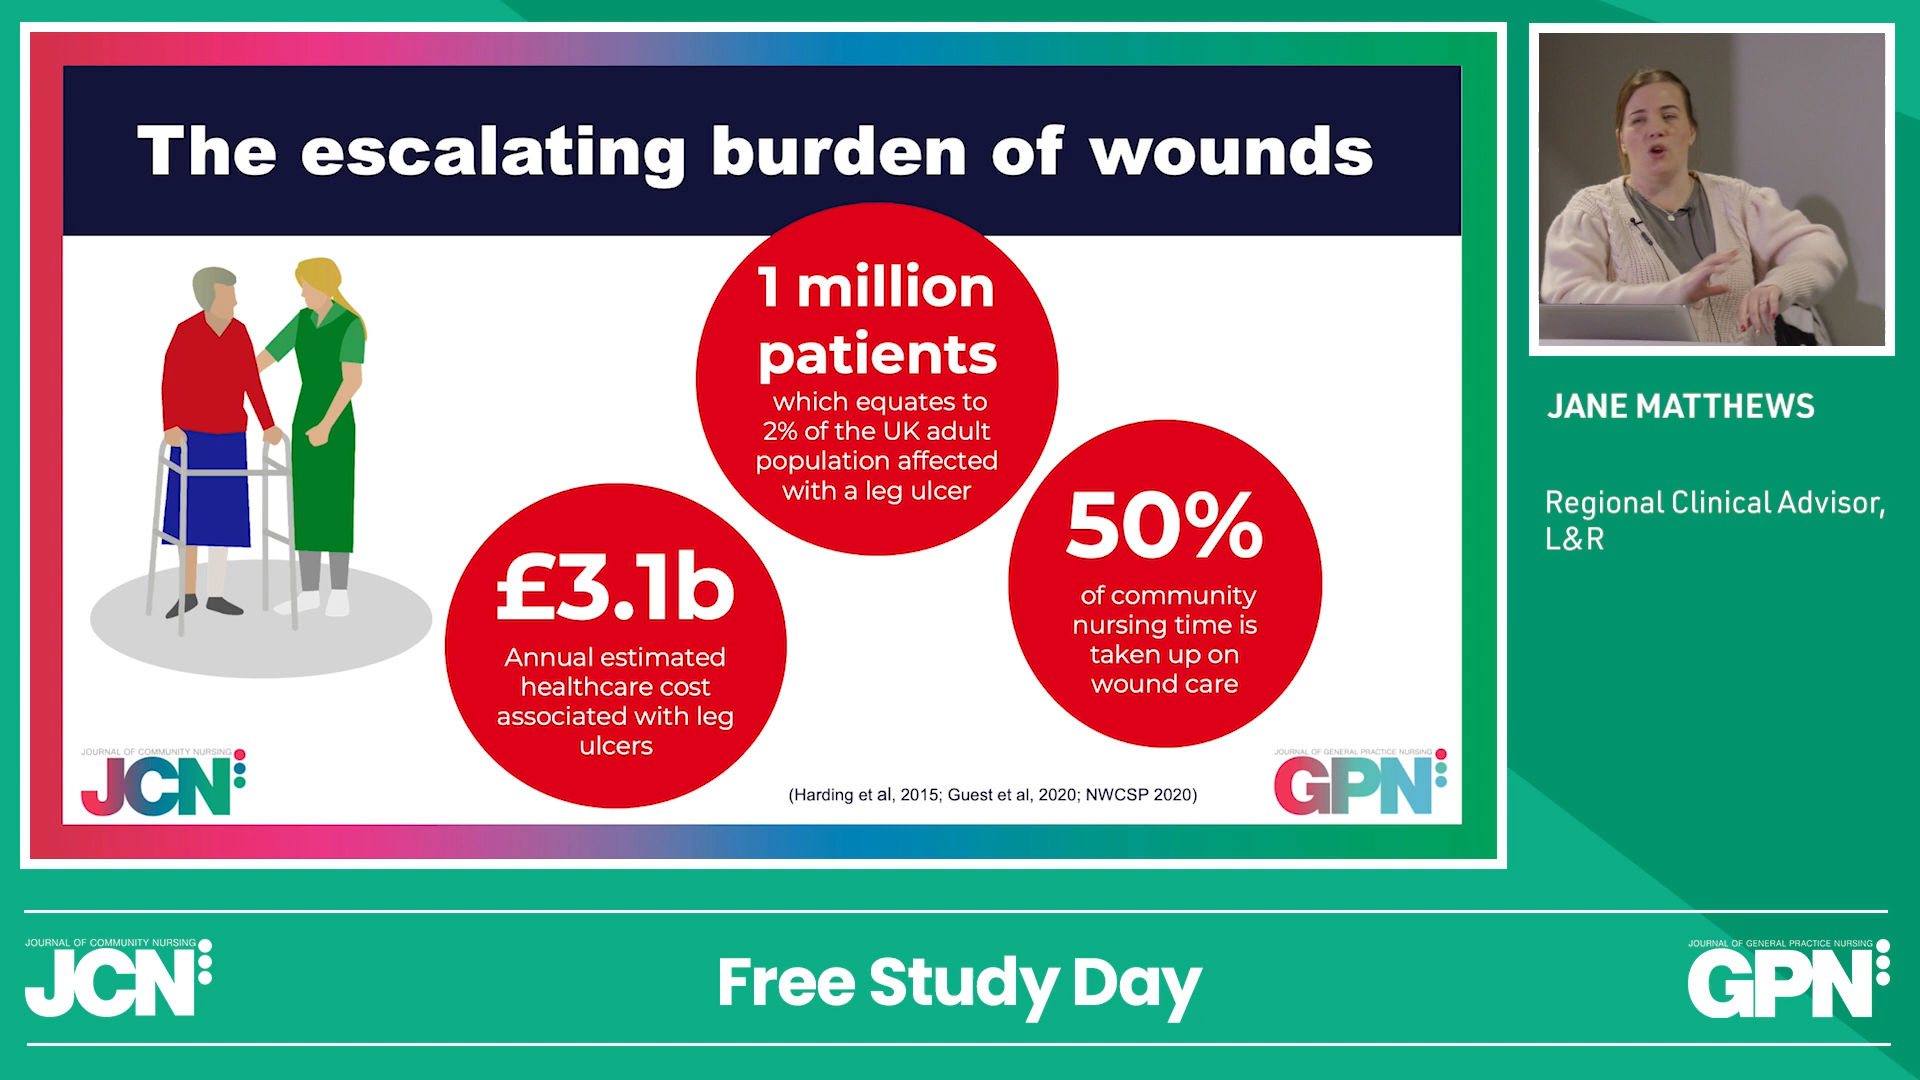 The escalating burden of wounds
1 million
patients
which equates to
2% of the UK adult
population affected
with a leg ulcer
£3.1b
Annual estimated
healthcare cost
associated with leg
ulcers
50%
of community
nursing time is
taken up on
wound care
JOURNAL OF COMMUNITY NURSING
JCN
(Harding et al, 2015; Guest et al, 2020; NWCSP 2020)
JOURNAL OF GENERAL PRACTICE NURSING
GPN
JANE MATTHEWS
Regional Clinical Advisor,
L&R
JOURNAL OF COMMUNITY NURSING
JCN
Free Study Day
JOURNAL OF GENERAL PRACTICE NURSING
GPN